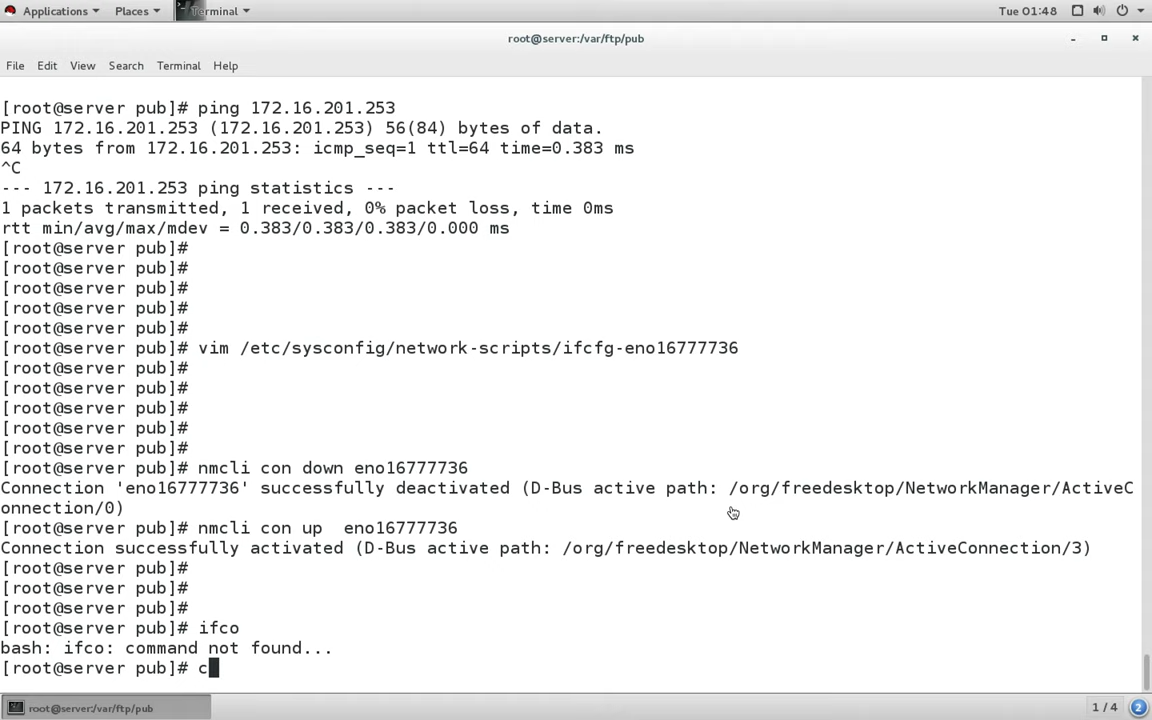 Applications Places Terminal Tue 01:48
root@server:/var/ftp/pub
File Edit View Search Terminal Help
[root@server pub]# ping 172.16.201.253
PING 172.16.201.253 (172.16.201.253) 56(84) bytes of data.
64 bytes from 172.16.201.253: icmp_seq=1 ttl=64 time=0.383 ms
^C
--- 172.16.201.253 ping statistics ---
1 packets transmitted, 1 received, 0% packet loss, time 0ms
rtt min/avg/max/mdev = 0.383/0.383/0.383/0.000 ms
[root@server pub]#
[root@server pub]#
[root@server pub]#
[root@server pub]#
[root@server pub]#
[root@server pub]# vim /etc/sysconfig/network-scripts/ifcfg-eno16777736
[root@server pub]#
[root@server pub]#
[root@server pub]#
[root@server pub]#
[root@server pub]#
[root@server pub]# nmcli con down eno16777736
Connection 'eno16777736' successfully deactivated (D-Bus active path: /org/freedesktop/NetworkManager/ActiveC
onnection/0)
[root@server pub]# nmcli con up  eno16777736
Connection successfully activated (D-Bus active path: /org/freedesktop/NetworkManager/ActiveConnection/3)
[root@server pub]#
[root@server pub]#
[root@server pub]#
[root@server pub]# ifco
bash: ifco: command not found...
[root@server pub]# c
root@server:/var/ftp/pub 1 / 4 2